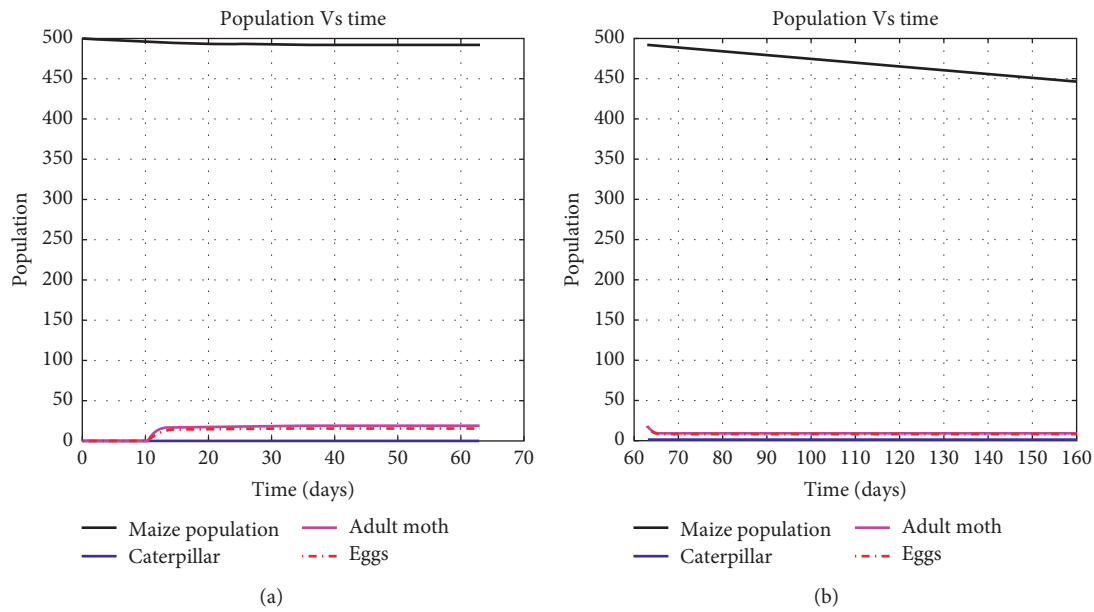 Population Vs time
500
450
400
350
300
250
200
150
100
50
0
Population
0 10 20 30 40 50 60 70
Time (days)
Maize population Adult moth
Caterpillar Eggs
(a)
Population Vs time
500
450
400
350
300
250
200
150
100
50
0
Population
60 70 80 90 100 110 120 130 140 150 160
Time (days)
Maize population Adult moth
Caterpillar Eggs
(b)